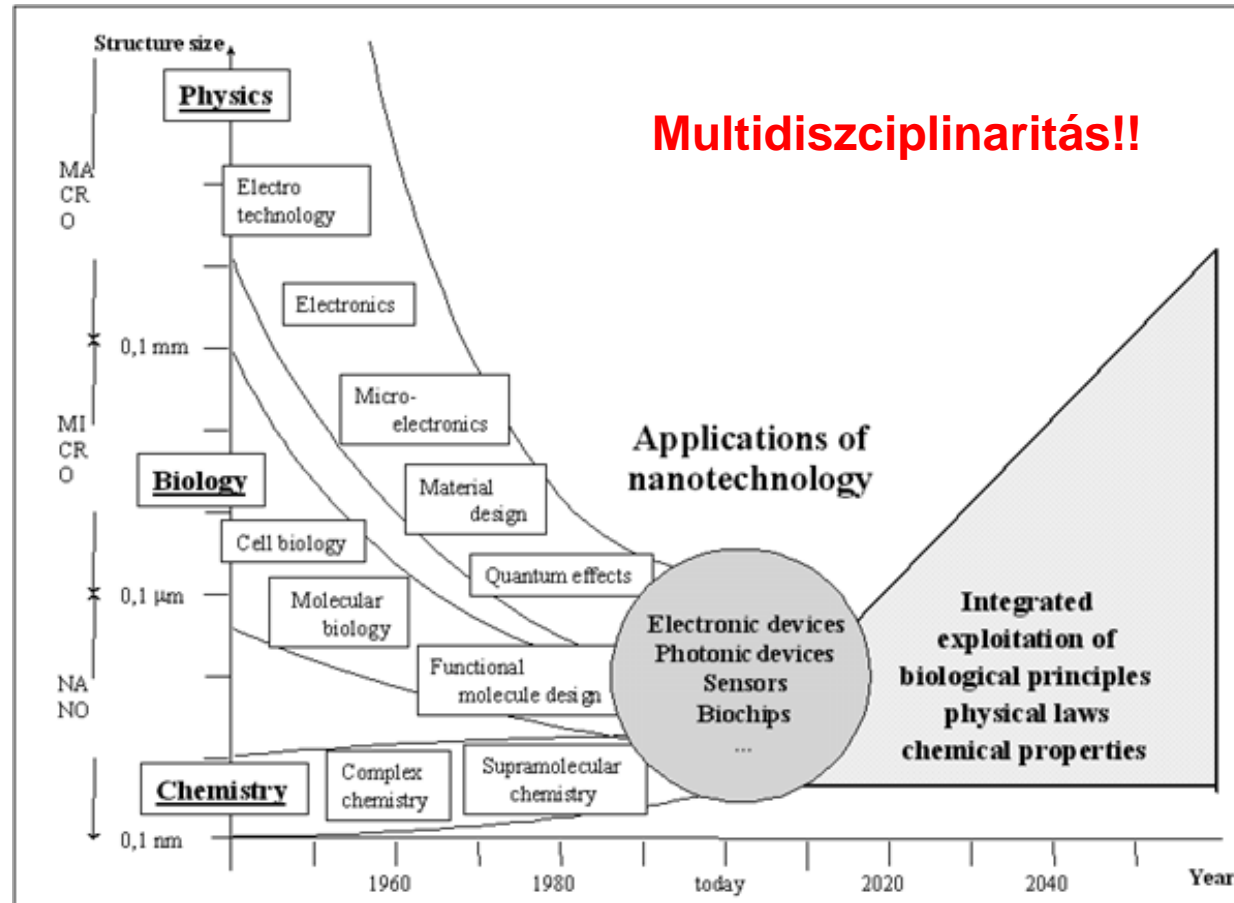 Structure size
Physics
Multidiszciplinaritás!!
MA
CR
O
Electro
technology
Electronics
0,1 mm
Micro-
electronics
MI
CR
O
Applications of
nanotechnology
Biology
Material
design
Cell biology
Quantum effects
0,1 μm
Molecular
biology
Electronic devices
Photonic devices
Sensors
Biochips
...
Integrated
exploitation of
biological principles
physical laws
chemical properties
NA
NO
Functional
molecule design
Chemistry
Complex
chemistry
Supramolecular
chemistry
0,1 nm
1960 1980 today 2020 2040 Year